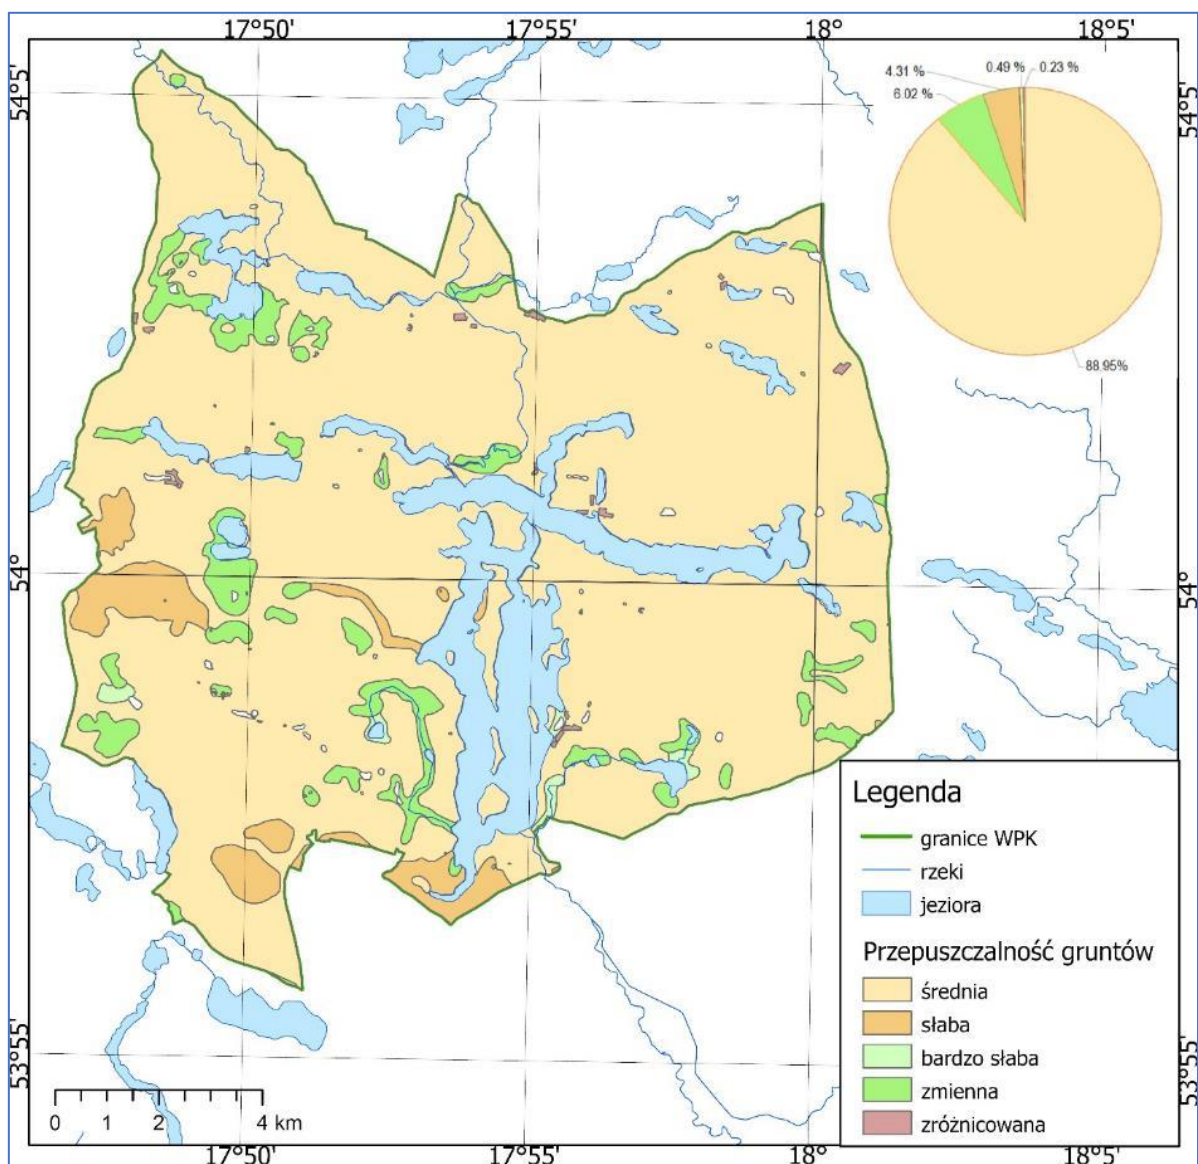 17°50' 17°55' 18° 18°5'
54°5' 54°5'
4.31 % 0.49 % 0.23 %
6.02 %
88.95%
54° 54°
Legenda
granice WPK
rzeki
jeziora
Przepuszczalność gruntów
średnia
słaba
bardzo słaba
zmienna
zróżnicowana
53°55' 53°55'
0 1 2 4 km
17°50' 17°55' 18° 18°5'